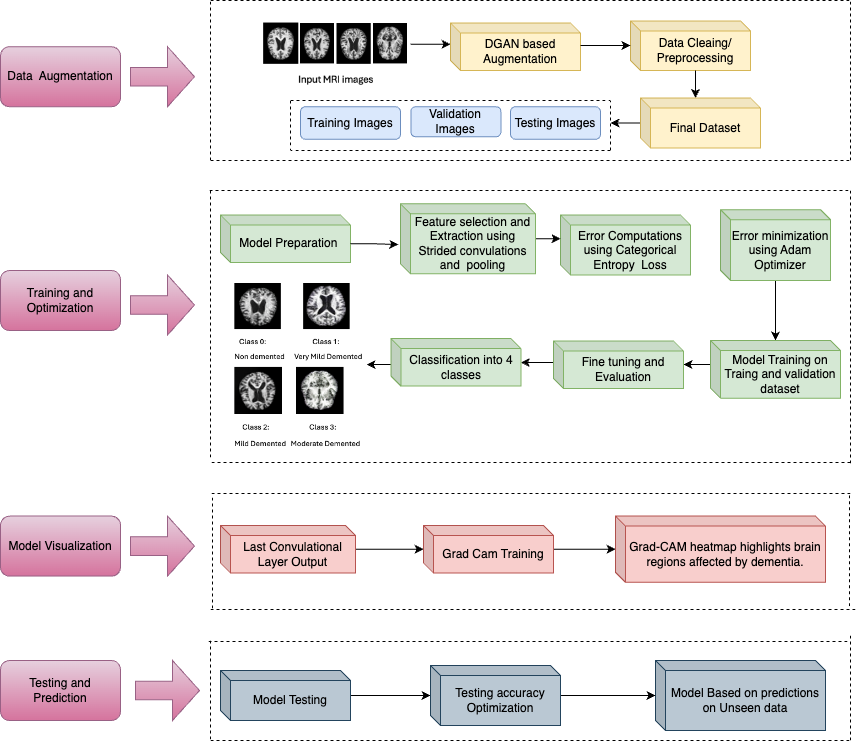 Data Augmentation
Input MRI images
DGAN based
Augmentation
Data Cleaing/
Preprocessing
Training Images
Validation
Images
Testing Images
Final Dataset
Training and
Optimization
Model Preparation
Feature selection and
Extraction using
Strided convulations
and pooling
Error Computations
using Categorical
Entropy Loss
Error minimization
using Adam
Optimizer
Class 0:
Non demented
Class 1:
Very Mild Demented
Class 2:
Mild Demented
Class 3:
Moderate Demented
Classification into 4
classes
Fine tuning and
Evaluation
Model Training on
Traing and validation
dataset
Model Visualization
Last Convulational
Layer Output
Grad Cam Training
Grad-CAM heatmap highlights brain
regions affected by dementia.
Testing and
Prediction
Model Testing
Testing accuracy
Optimization
Model Based on predictions
on Unseen data